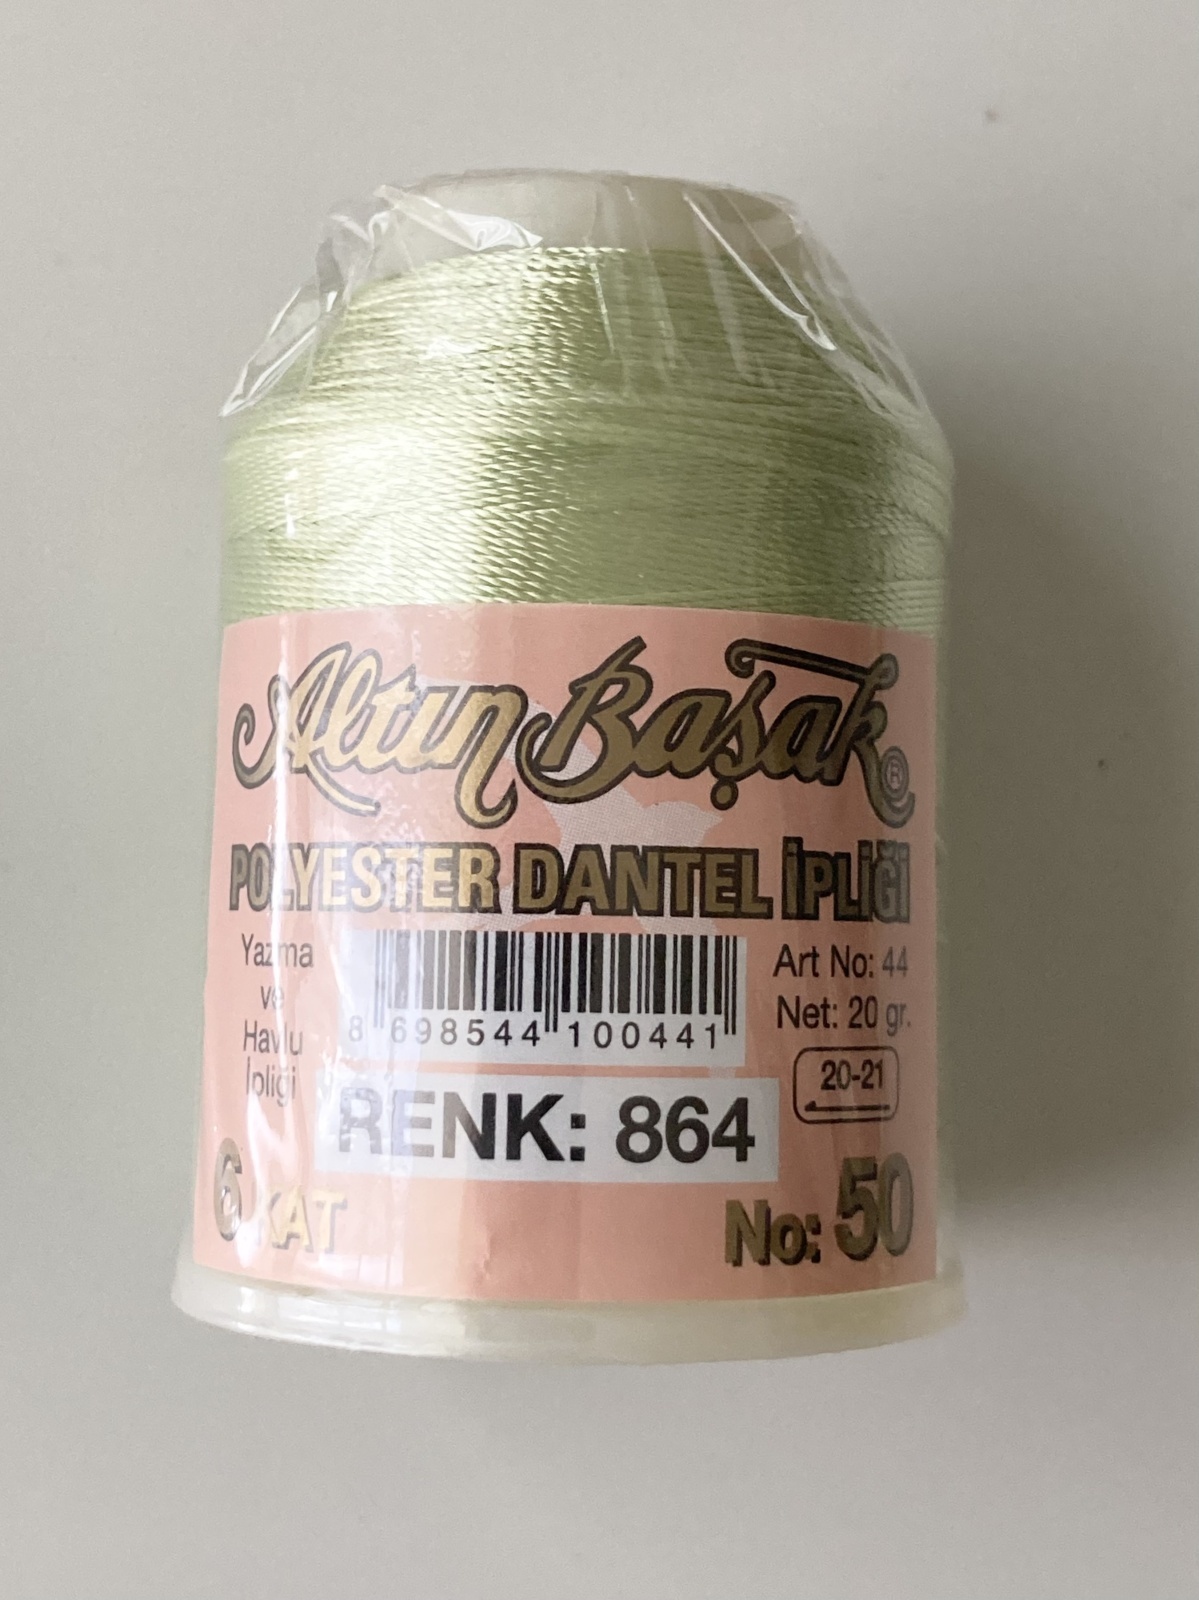 Altın Başak ®
POLYESTER DANTEL İPLİĞİ
Yazma
ve
Havlu
İpliği
8 698544 100441
Art No: 44
Net: 20 gr.
20-21
RENK: 864
6 KAT
No: 50